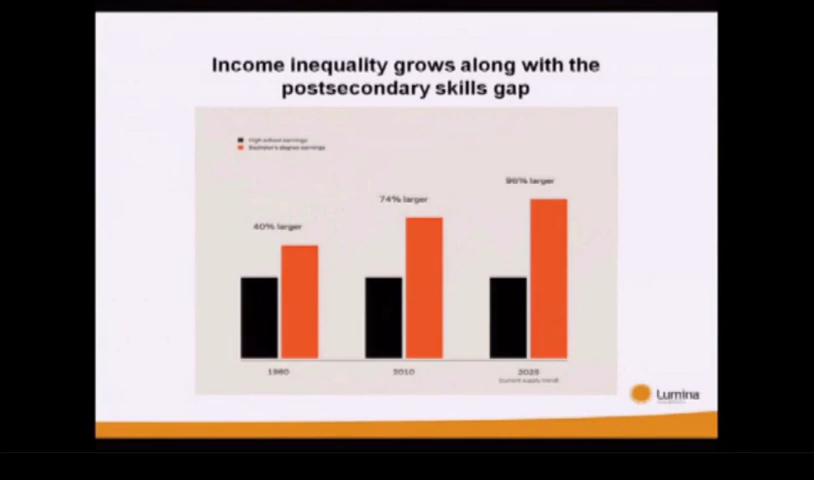 Income inequality grows along with the
postsecondary skills gap
High school earnings
Bachelor's degree earnings
40% larger
74% larger
96% larger
1980
2010
2025
(current supply trend)
Lumina